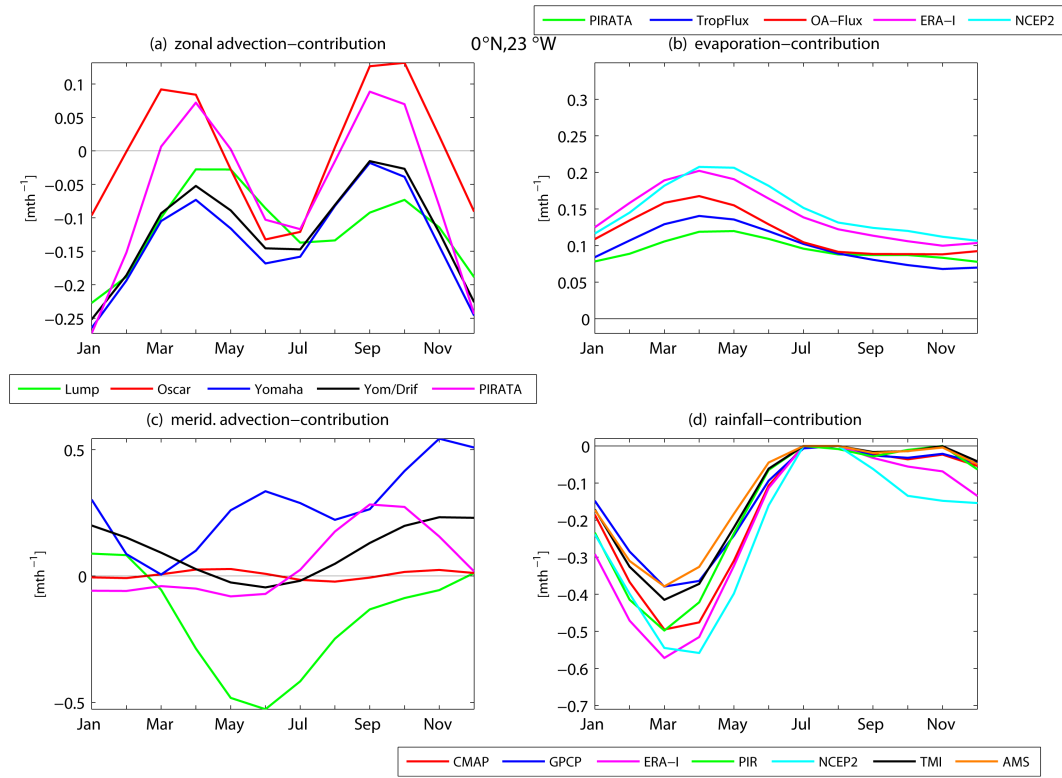 PIRATA TropFlux OA−Flux ERA−I NCEP2
(a) zonal advection−contribution 0°N,23 °W (b) evaporation−contribution
0.1
0.05
0
−0.05
−0.1
−0.15
−0.2
−0.25
[mth⁻¹]
Jan Mar May Jul Sep Nov
0.3
0.25
0.2
0.15
0.1
0.05
0
[mth⁻¹]
Jan Mar May Jul Sep Nov
Lump Oscar Yomaha Yom/Drif PIRATA
(c) merid. advection−contribution (d) rainfall−contribution
0.5
0
−0.5
[mth⁻¹]
Jan Mar May Jul Sep Nov
0
−0.1
−0.2
−0.3
−0.4
−0.5
−0.6
−0.7
[mth⁻¹]
Jan Mar May Jul Sep Nov
CMAP GPCP ERA−I PIR NCEP2 TMI AMS